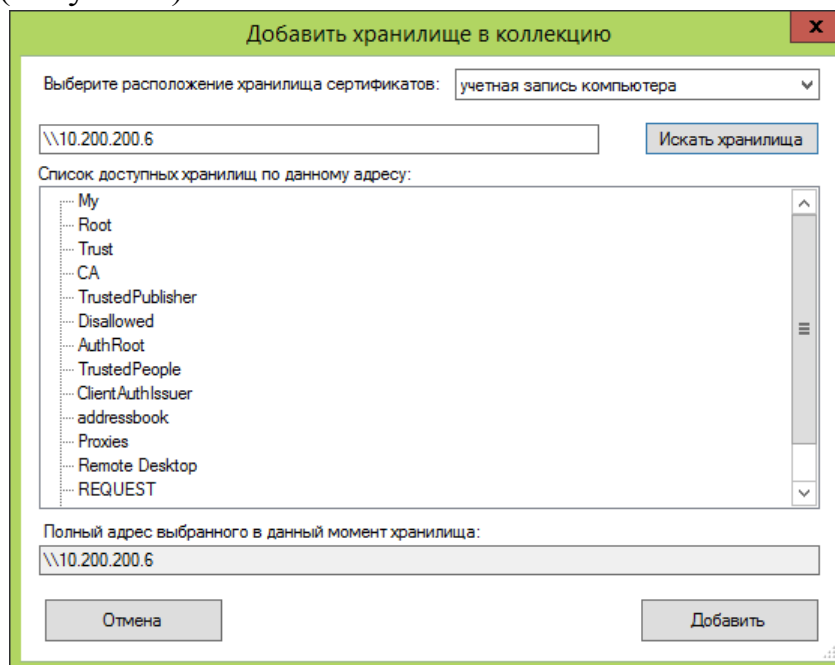 Добавить хранилище в коллекцию
x
Выберите расположение хранилища сертификатов: учетная запись компьютера
\\10.200.200.6 Искать хранилища
Список доступных хранилищ по данному адресу:
My
Root
Trust
CA
TrustedPublisher
Disallowed
AuthRoot
TrustedPeople
ClientAuthIssuer
addressbook
Proxies
Remote Desktop
REQUEST
Полный адрес выбранного в данный момент хранилища:
\\10.200.200.6
Отмена Добавить